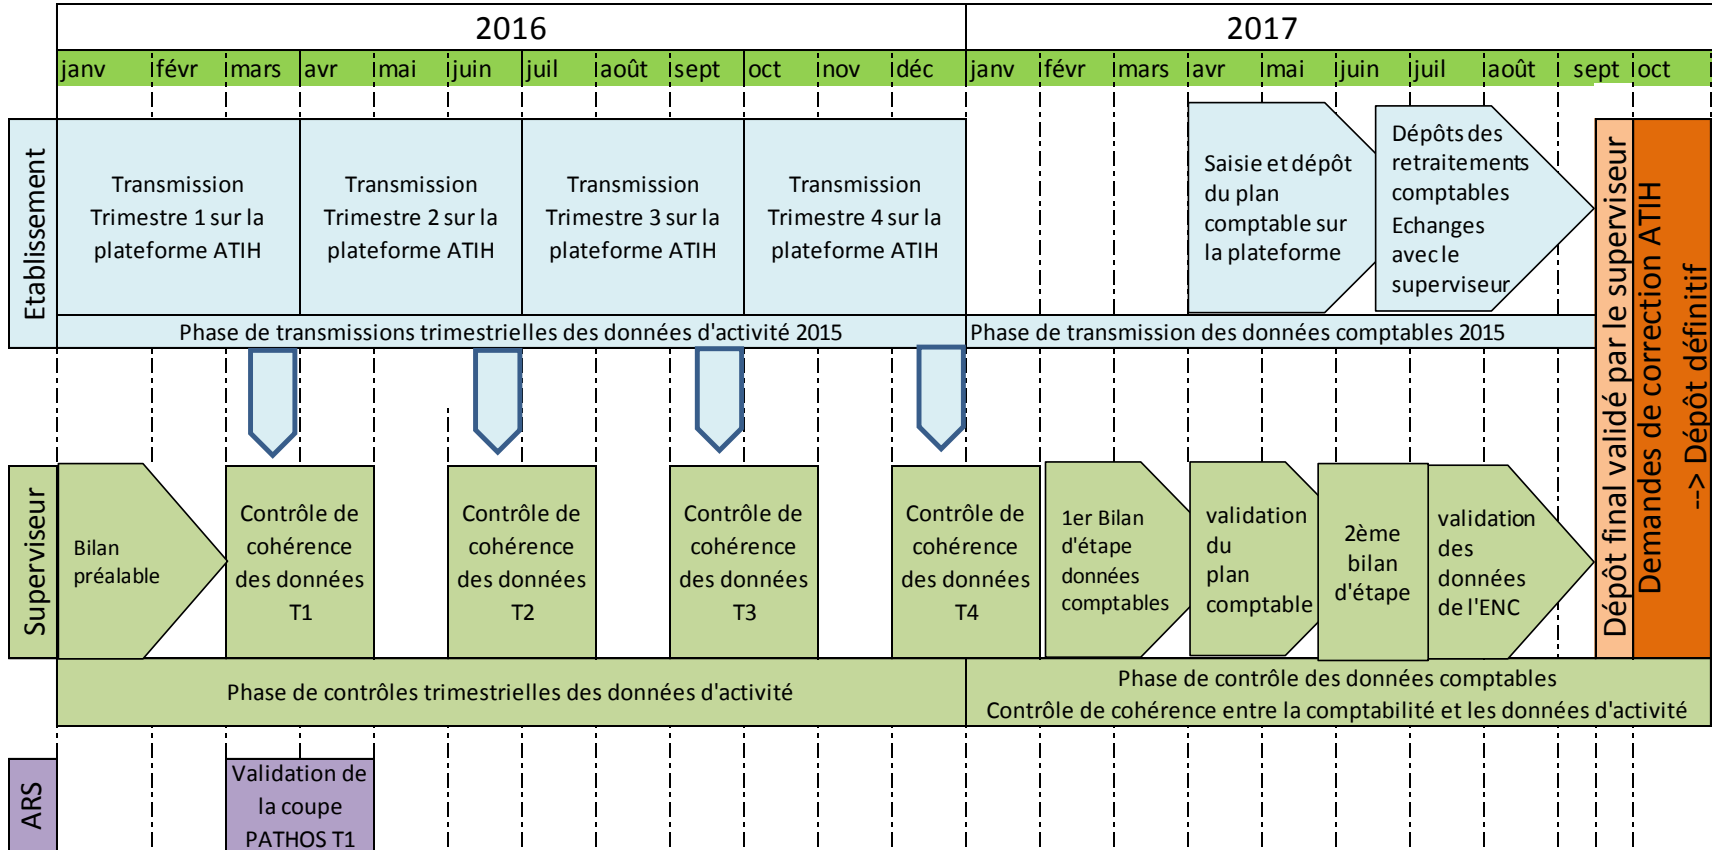 2016
2017
janv
févr
mars
avr
mai
juin
juil
août
sept
oct
nov
déc
janv
févr
mars
avr
mai
juin
juil
août
sept
oct
Etablissement
Transmission
Trimestre 1 sur la
plateforme ATIH
Transmission
Trimestre 2 sur la
plateforme ATIH
Transmission
Trimestre 3 sur la
plateforme ATIH
Transmission
Trimestre 4 sur la
plateforme ATIH
Saisie et dépôt
du plan
comptable sur
la plateforme
Dépôts des
retraitements
comptables
Echanges
avec le
superviseur
Phase de transmissions trimestrielles des données d'activité 2015
Phase de transmission des données comptables 2015
Dépôt final validé par le superviseur
Demandes de correction ATIH
--> Dépôt définitif
Superviseur
Bilan
préalable
Contrôle de
cohérence
des données
T1
Contrôle de
cohérence
des données
T2
Contrôle de
cohérence
des données
T3
Contrôle de
cohérence
des données
T4
1er Bilan
d'étape
données
comptables
validation
du
plan
comptable
2ème
bilan
d'étape
validation
des
données
de l'ENC
Phase de contrôles trimestrielles des données d'activité
Phase de contrôle des données comptables
Contrôle de cohérence entre la comptabilité et les données d'activité
ARS
Validation de
la coupe
PATHOS T1